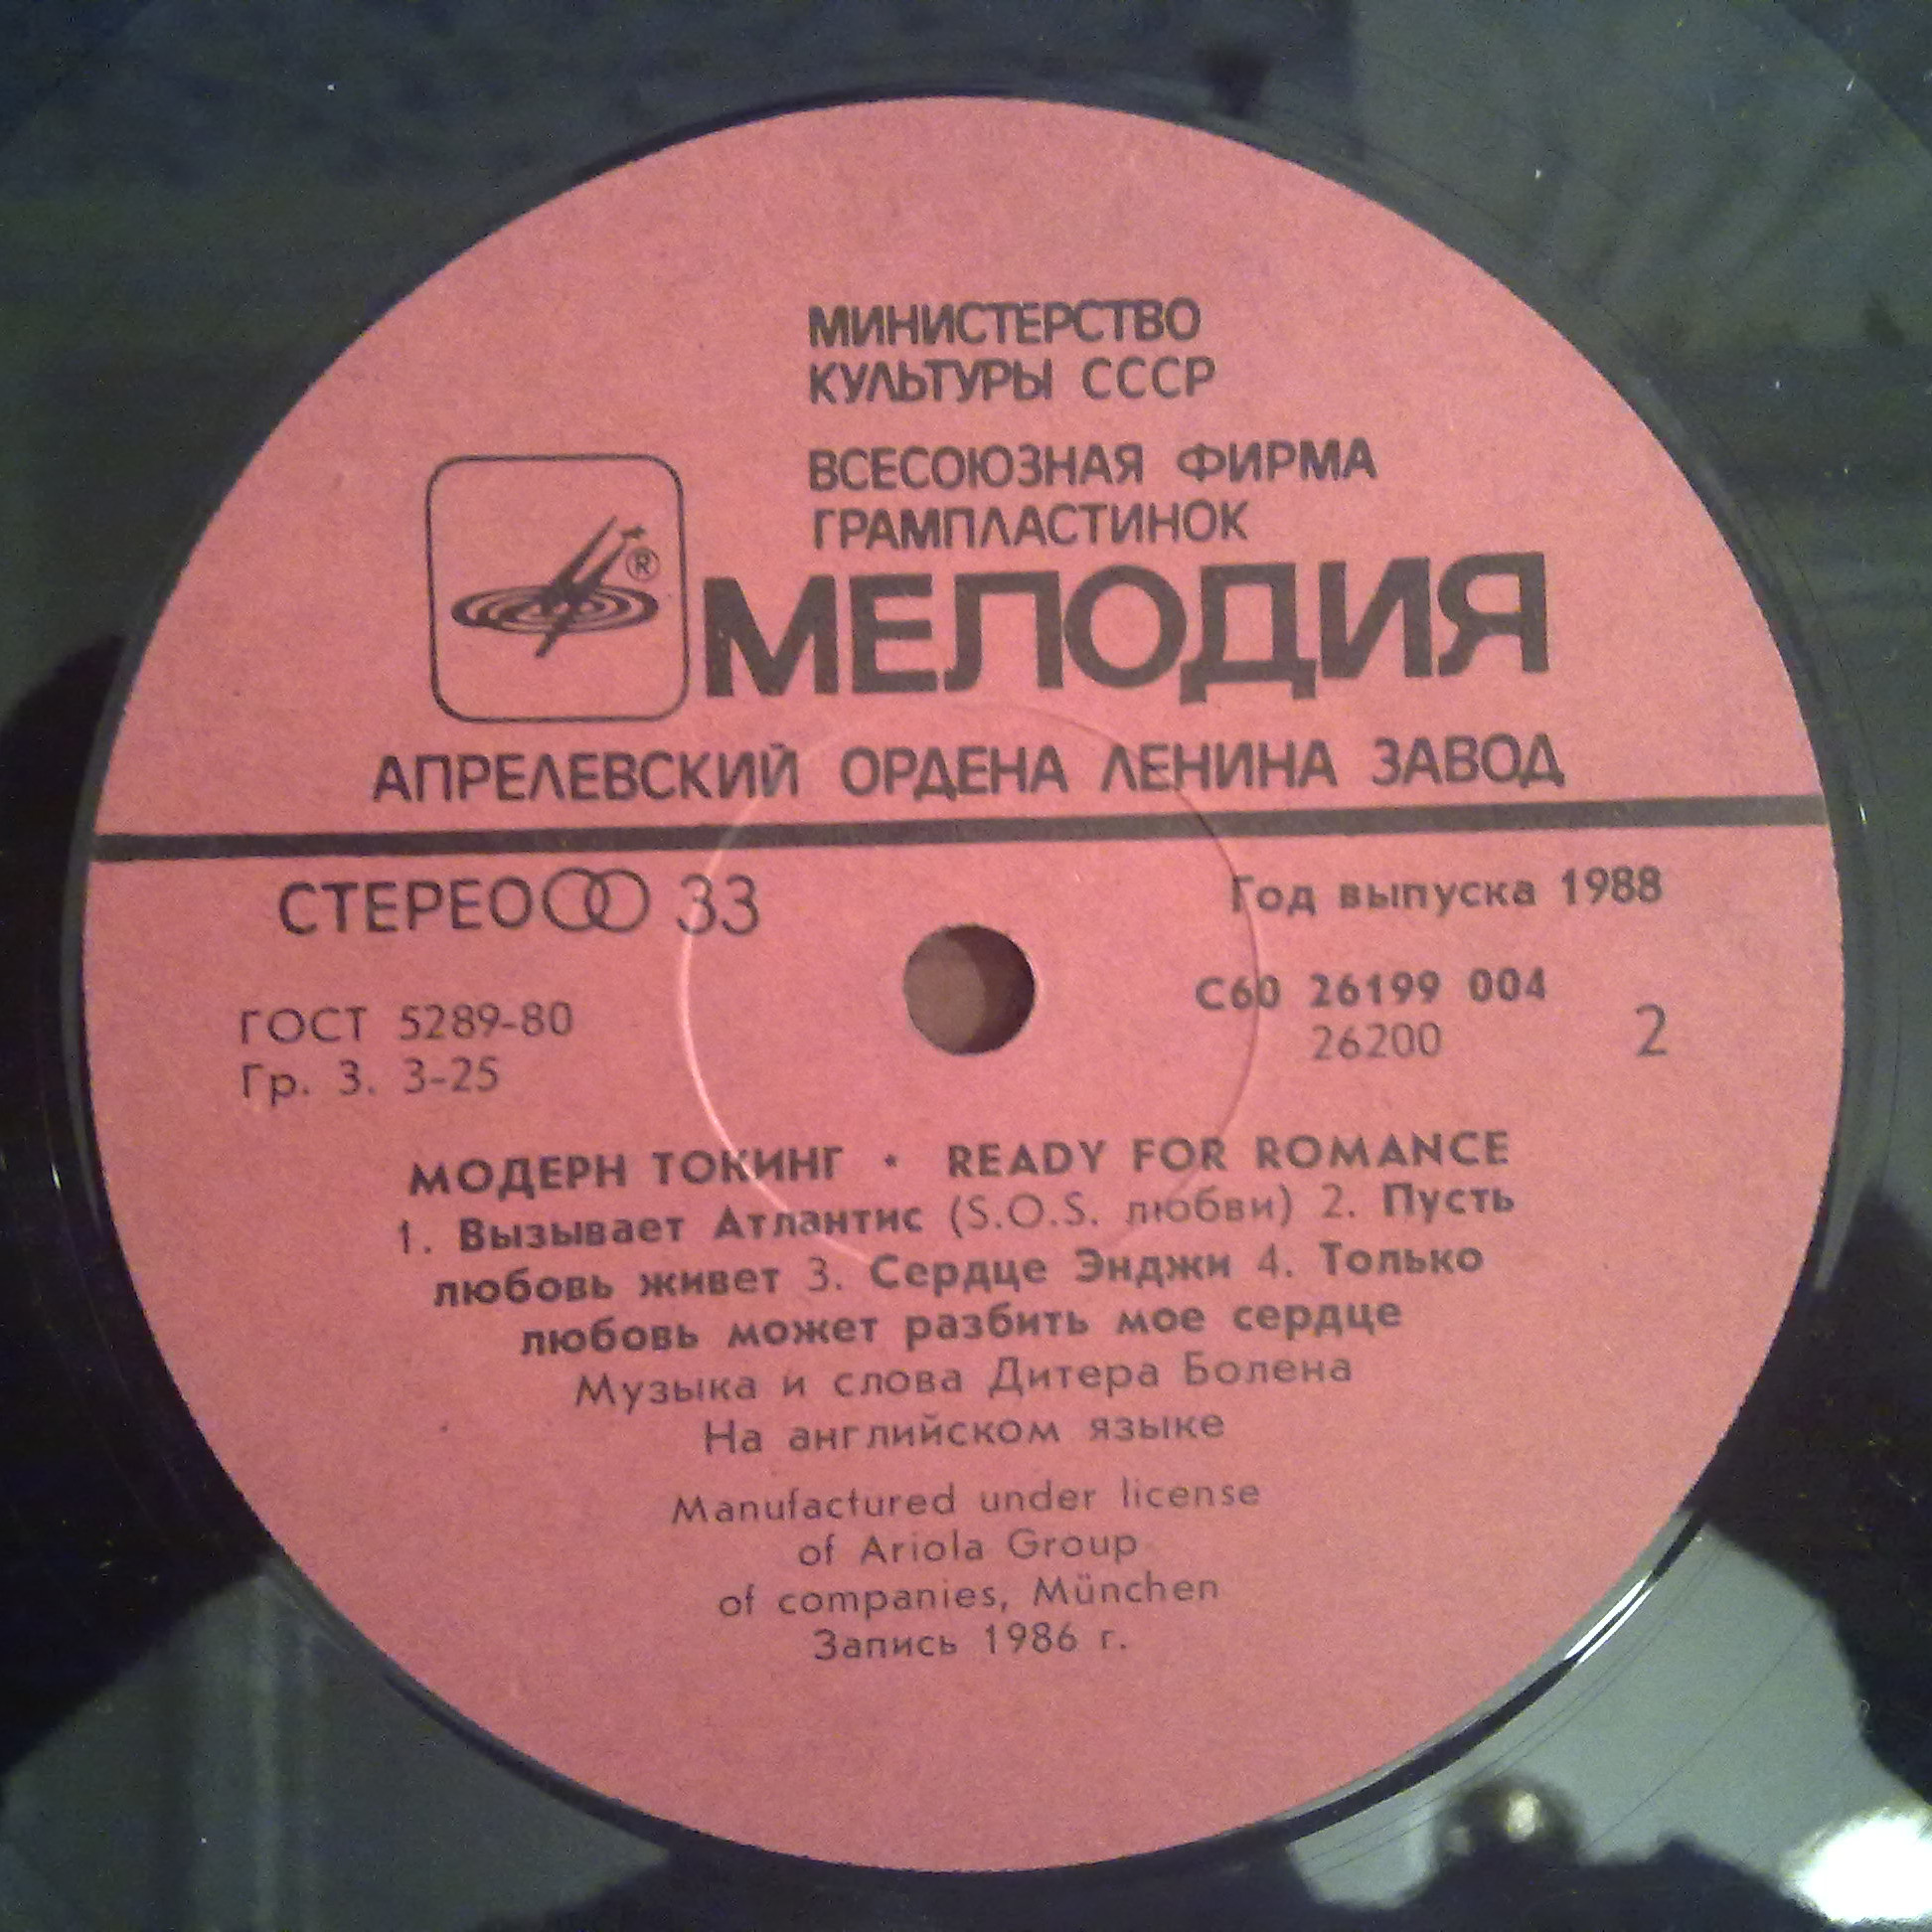 МИНИСТЕРСТВО
КУЛЬТУРЫ СССР
ВСЕСОЮЗНАЯ ФИРМА
ГРАМПЛАСТИНОК
®
МЕЛОДИЯ
АПРЕЛЕВСКИЙ ОРДЕНА ЛЕНИНА ЗАВОД
СТЕРЕО 33
Год выпуска 1988
ГОСТ 5289-80
Гр. 3. 3-25
С60 26199 004
26200
2
МОДЕРН ТОКИНГ • READY FOR ROMANCE
1. Вызывает Атлантис (S.O.S. любви) 2. Пусть
любовь живет 3. Сердце Энджи 4. Только
любовь может разбить мое сердце
Музыка и слова Дитера Болена
На английском языке
Manufactured under license
of Ariola Group
of companies, München
Запись 1986 г.